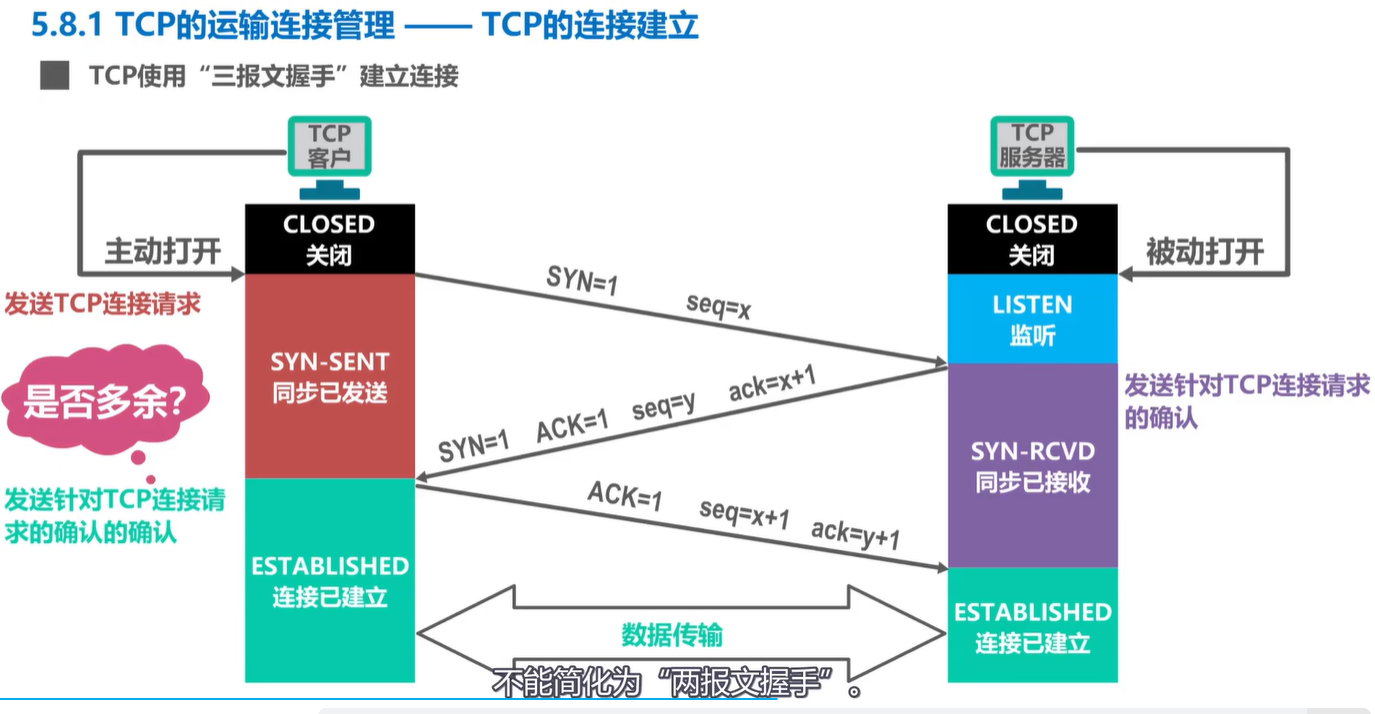 5.8.1 TCP的运输连接管理 —— TCP的连接建立
TCP使用“三报文握手”建立连接
TCP
客户
TCP
服务器
CLOSED
关闭
CLOSED
关闭
主动打开
被动打开
发送TCP连接请求
SYN=1 seq=x
LISTEN
监听
SYN-SENT
同步已发送
是否多余?
SYN=1 ACK=1 seq=y ack=x+1
发送针对TCP连接请求
的确认
SYN-RCVD
同步已接收
发送针对TCP连接请
求的确认的确认
ACK=1 seq=x+1 ack=y+1
ESTABLISHED
连接已建立
数据传输
ESTABLISHED
连接已建立
不能简化为“两报文握手”。